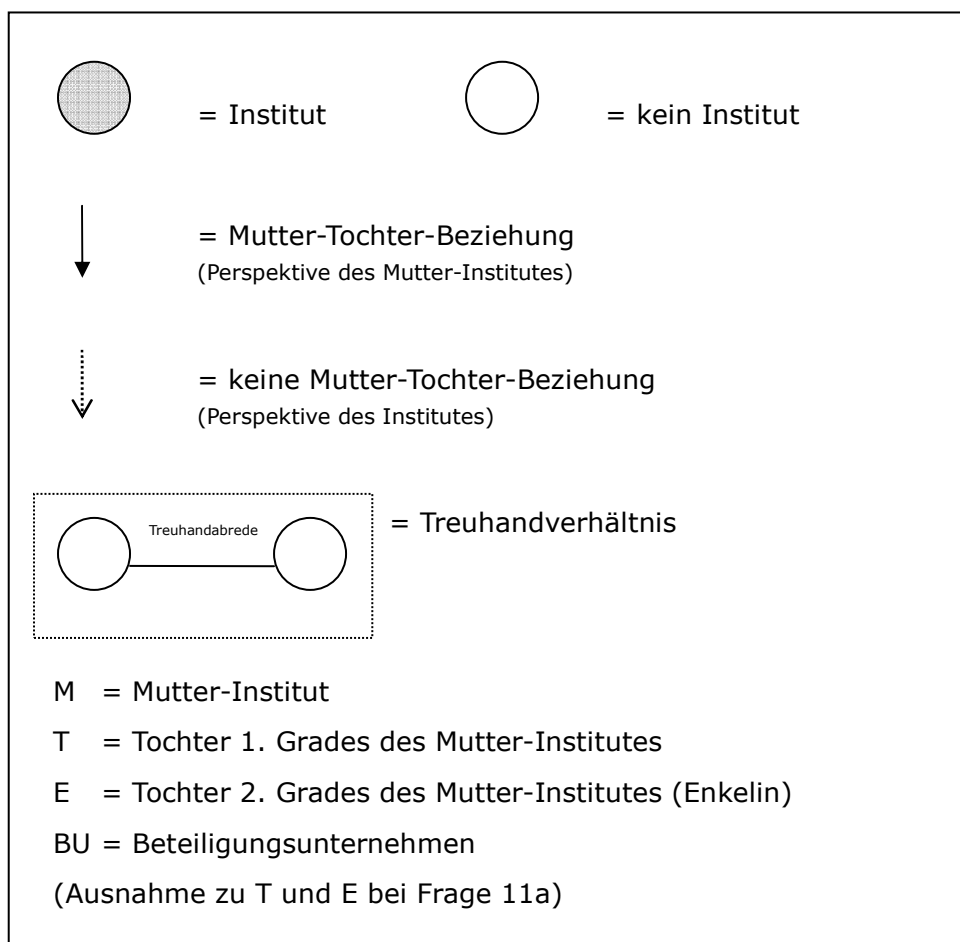 = Institut
= kein Institut
= Mutter-Tochter-Beziehung
(Perspektive des Mutter-Institutes)
= keine Mutter-Tochter-Beziehung
(Perspektive des Institutes)
Treuhandabrede
= Treuhandverhältnis
M = Mutter-Institut
T = Tochter 1. Grades des Mutter-Institutes
E = Tochter 2. Grades des Mutter-Institutes (Enkelin)
BU = Beteiligungsunternehmen
(Ausnahme zu T und E bei Frage 11a)